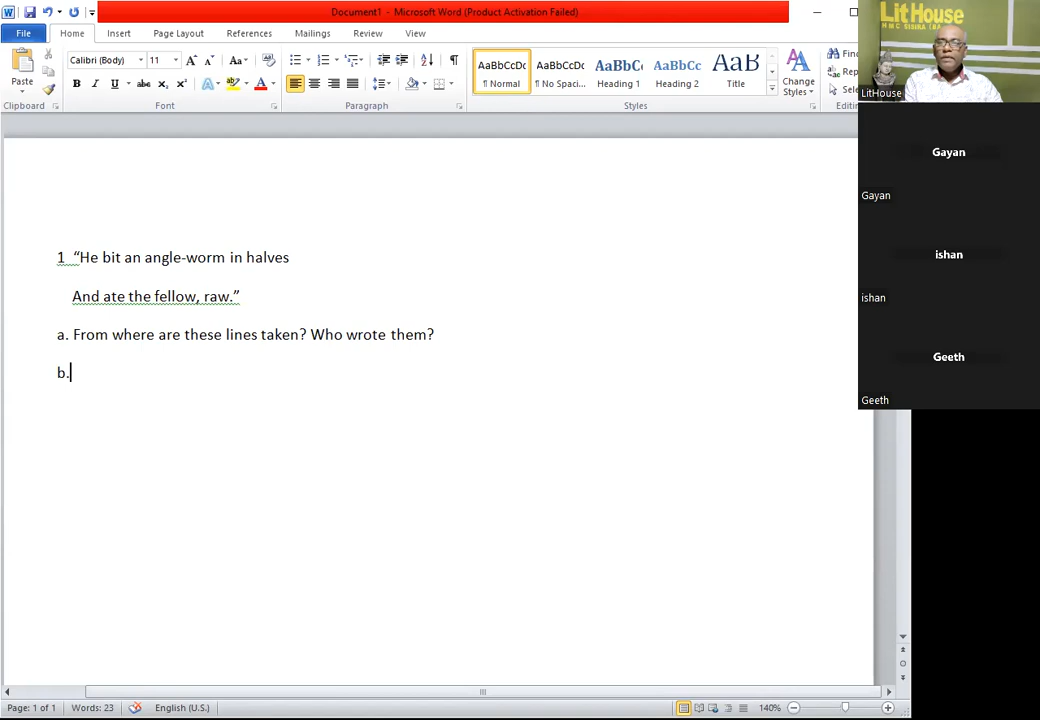 Document1 - Microsoft Word (Product Activation Failed)
File Home Insert Page Layout References Mailings Review View
Calibri (Body) 11
Paste
AaBbCcDc AaBbCcDc AaBbC AaBbCc AaB
¶ Normal ¶ No Spaci... Heading 1 Heading 2 Title
Change Styles
Clipboard Font Paragraph Styles
LitHouse
LitHouse
Gayan
Gayan
ishan
ishan
Geeth
Geeth
1 “He bit an angle-worm in halves
And ate the fellow, raw.”
a. From where are these lines taken? Who wrote them?
b.
Page: 1 of 1 Words: 23 English (U.S.) 140%